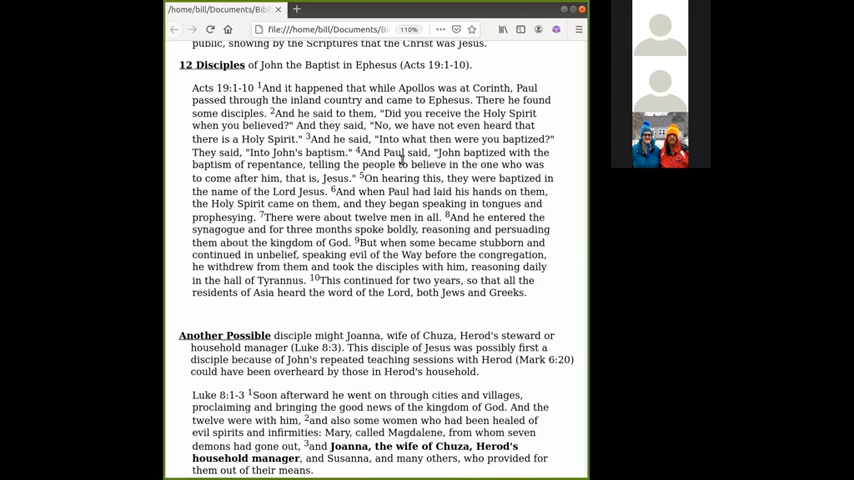 /home/bill/Documents/Bibl
file:///home/bill/Documents/Bi
110%
public, showing by the Scriptures that the Christ was Jesus.
12 Disciples of John the Baptist in Ephesus (Acts 19:1-10).
Acts 19:1-10 1And it happened that while Apollos was at Corinth, Paul
passed through the inland country and came to Ephesus. There he found
some disciples. 2And he said to them, "Did you receive the Holy Spirit
when you believed?" And they said, "No, we have not even heard that
there is a Holy Spirit." 3And he said, "Into what then were you baptized?"
They said, "Into John's baptism." 4And Paul said, "John baptized with the
baptism of repentance, telling the people to believe in the one who was
to come after him, that is, Jesus." 5On hearing this, they were baptized in
the name of the Lord Jesus. 6And when Paul had laid his hands on them,
the Holy Spirit came on them, and they began speaking in tongues and
prophesying. 7There were about twelve men in all. 8And he entered the
synagogue and for three months spoke boldly, reasoning and persuading
them about the kingdom of God. 9But when some became stubborn and
continued in unbelief, speaking evil of the Way before the congregation,
he withdrew from them and took the disciples with him, reasoning daily
in the hall of Tyrannus. 10This continued for two years, so that all the
residents of Asia heard the word of the Lord, both Jews and Greeks.
Another Possible disciple might Joanna, wife of Chuza, Herod's steward or
household manager (Luke 8:3). This disciple of Jesus was possibly first a
disciple because of John's repeated teaching sessions with Herod (Mark 6:20)
could have been overheard by those in Herod's household.
Luke 8:1-3 1Soon afterward he went on through cities and villages,
proclaiming and bringing the good news of the kingdom of God. And the
twelve were with him, 2and also some women who had been healed of
evil spirits and infirmities: Mary, called Magdalene, from whom seven
demons had gone out, 3and Joanna, the wife of Chuza, Herod's
household manager, and Susanna, and many others, who provided for
them out of their means.